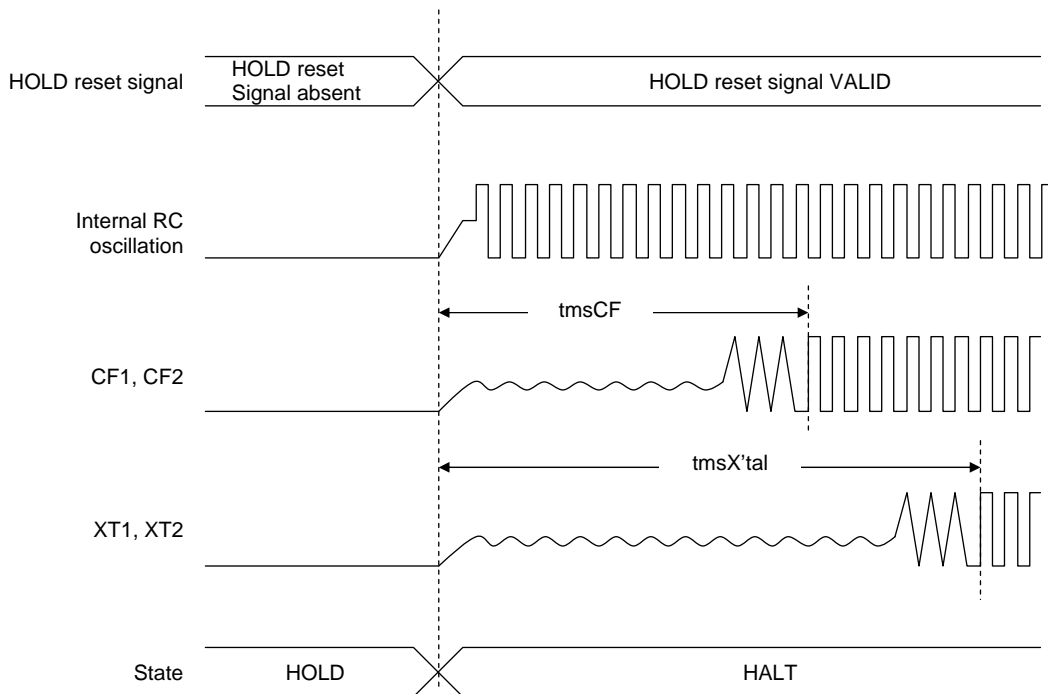 HOLD reset signal
HOLD reset
Signal absent
HOLD reset signal VALID
Internal RC
oscillation
tmsCF
CF1, CF2
tmsX’tal
XT1, XT2
State
HOLD
HALT